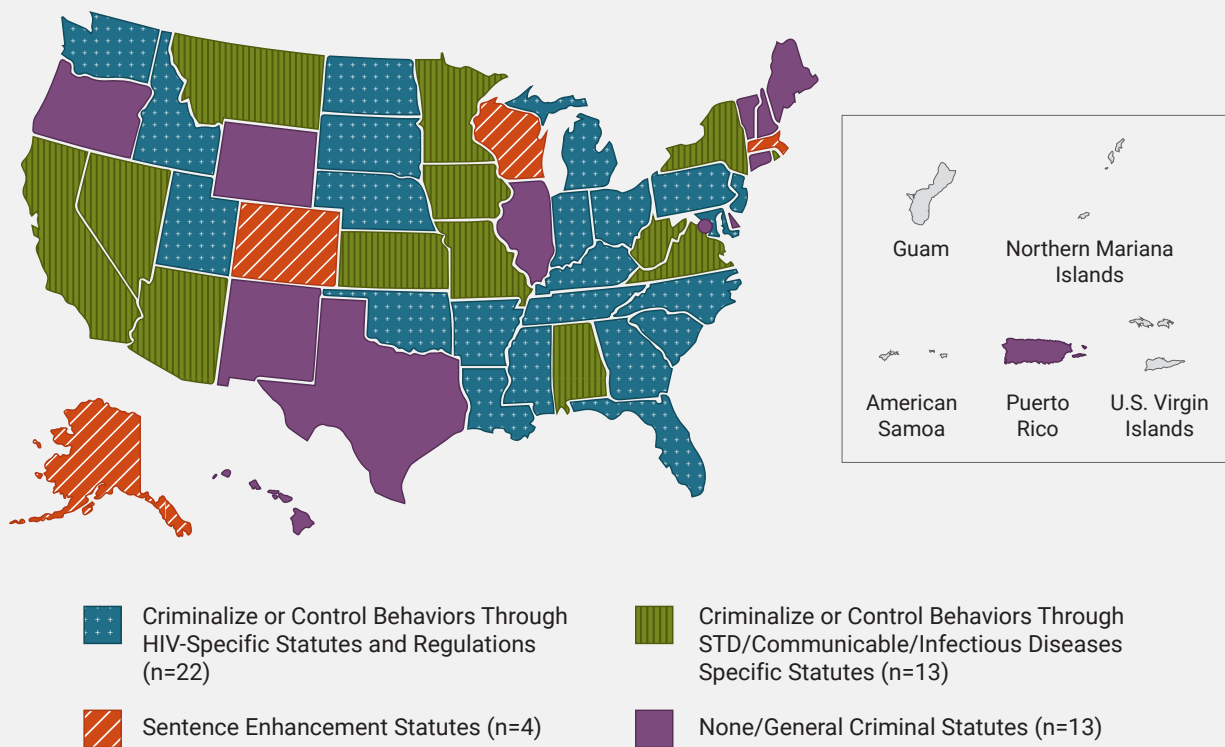 Guam
Northern Mariana
Islands
American
Samoa
Puerto
Rico
U.S. Virgin
Islands
Criminalize or Control Behaviors Through
HIV-Specific Statutes and Regulations
(n=22)
Criminalize or Control Behaviors Through
STD/Communicable/Infectious Diseases
Specific Statutes (n=13)
Sentence Enhancement Statutes (n=4)
None/General Criminal Statutes (n=13)